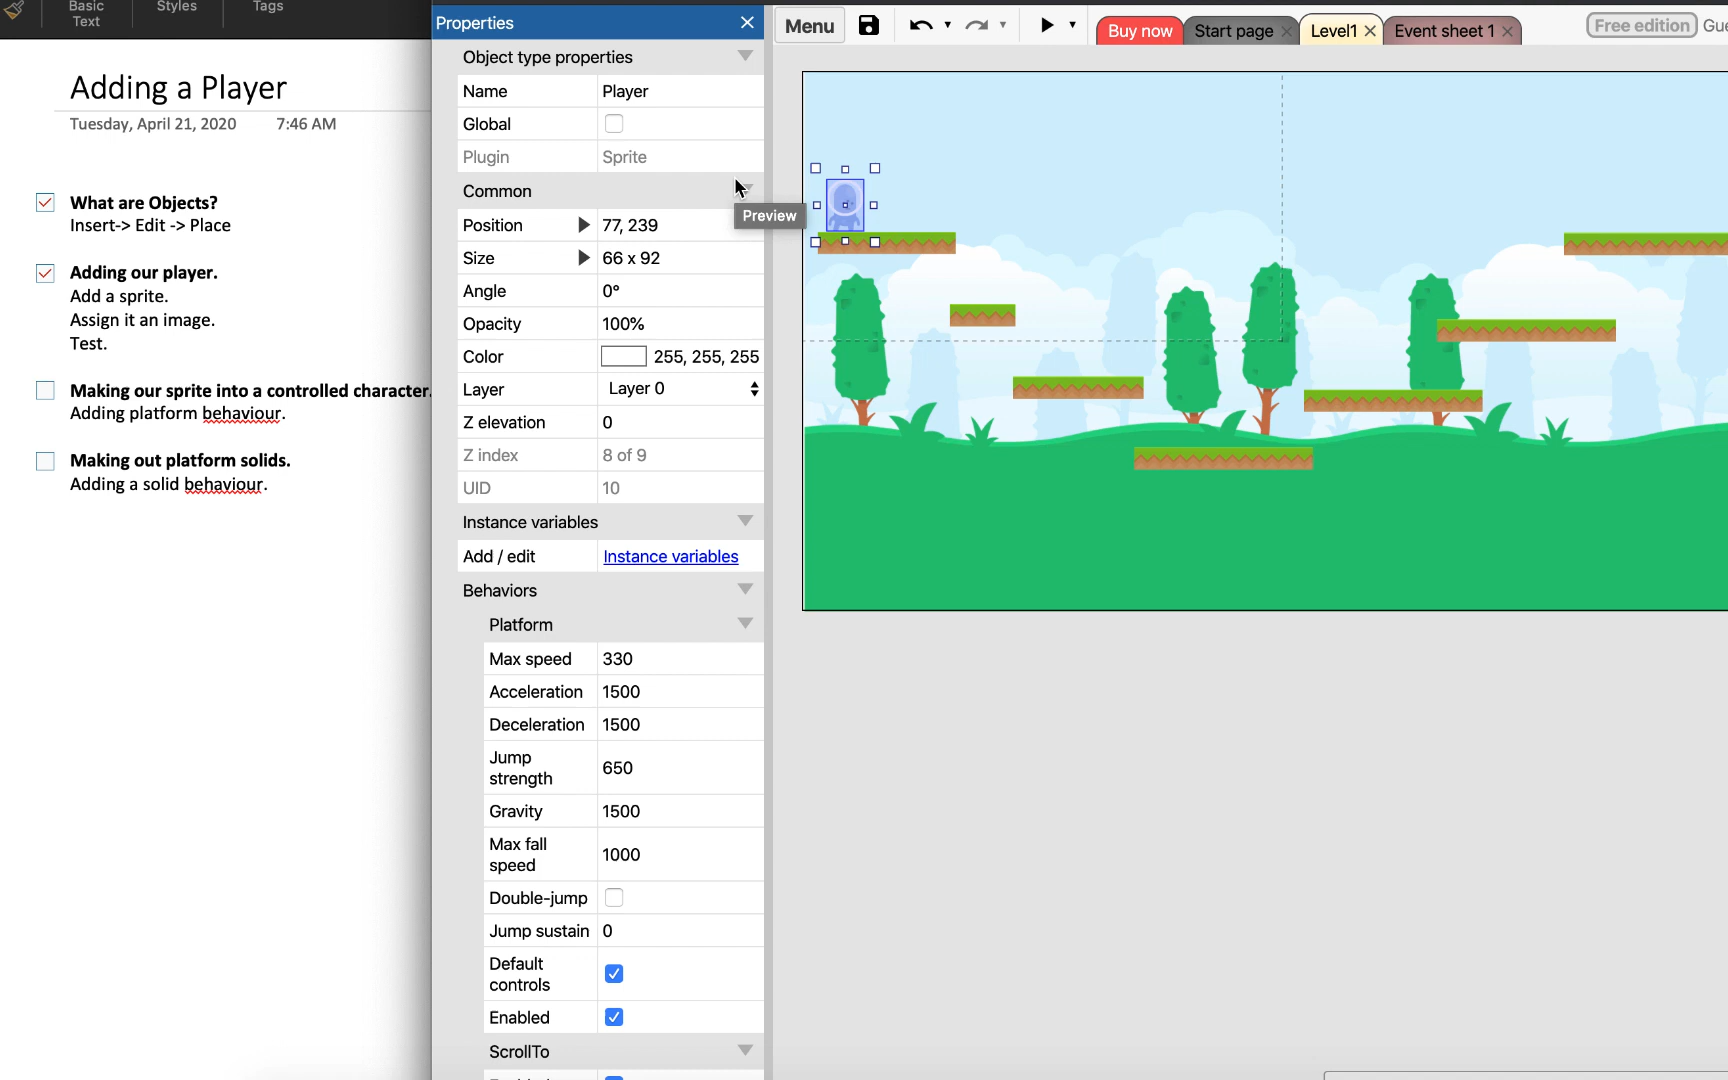 Basic
Text
Styles
Tags
Adding a Player
Tuesday, April 21, 2020 7:46 AM
What are Objects?
Insert-> Edit -> Place
Adding our player.
Add a sprite.
Assign it an image.
Test.
Making our sprite into a controlled character.
Adding platform behaviour.
Making out platform solids.
Adding a solid behaviour.
Properties
Object type properties
Name Player
Global
Plugin Sprite
Common
Preview
Position 77, 239
Size 66 x 92
Angle 0°
Opacity 100%
Color 255, 255, 255
Layer Layer 0
Z elevation 0
Z index 8 of 9
UID 10
Instance variables
Add / edit Instance variables
Behaviors
Platform
Max speed 330
Acceleration 1500
Deceleration 1500
Jump
strength 650
Gravity 1500
Max fall
speed 1000
Double-jump
Jump sustain 0
Default
controls
Enabled
ScrollTo
Menu
Buy now
Start page
Level1
Event sheet 1
Free edition